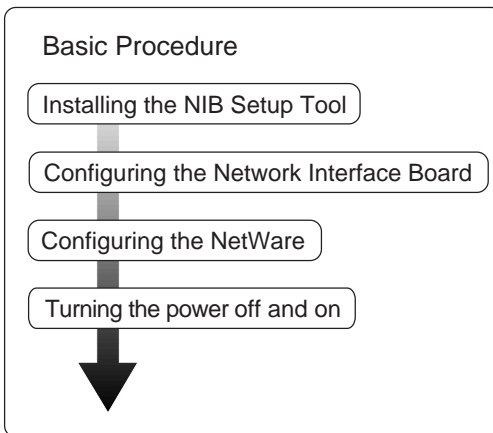 Basic Procedure
Installing the NIB Setup Tool
Configuring the Network Interface Board
Configuring the NetWare
Turning the power off and on